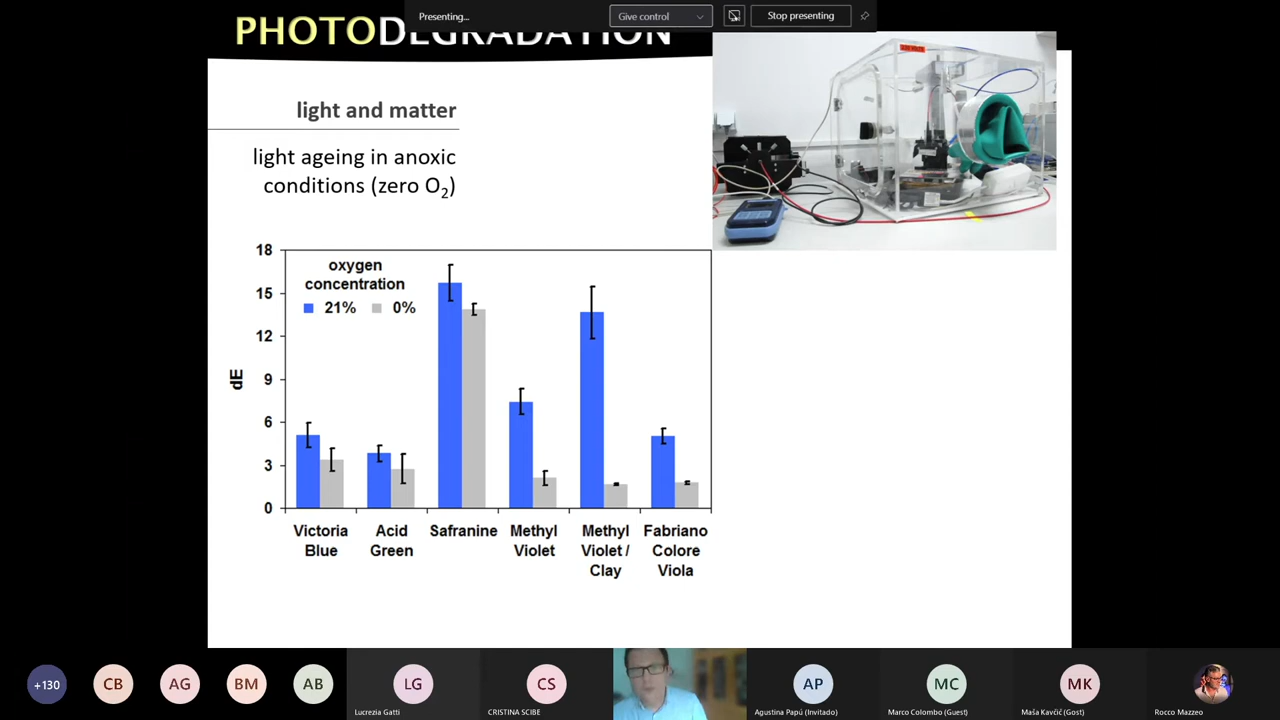 Presenting...
Give control
Stop presenting
PHOTODEGRADATION
light and matter
light ageing in anoxic
conditions (zero O₂)
oxygen
concentration
21% 0%
18
15
12
9
6
3
0
dE
Victoria
Blue
Acid
Green
Safranine
Methyl
Violet
Methyl
Violet /
Clay
Fabriano
Colore
Viola
+130
CB
AG
BM
AB
LG
Lucrezia Gatti
CS
CRISTINA SCIBE
AP
Agustina Papú (Invitado)
MC
Marco Colombo (Guest)
MK
Maša Kavčič (Gost)
Rocco Mazzeo